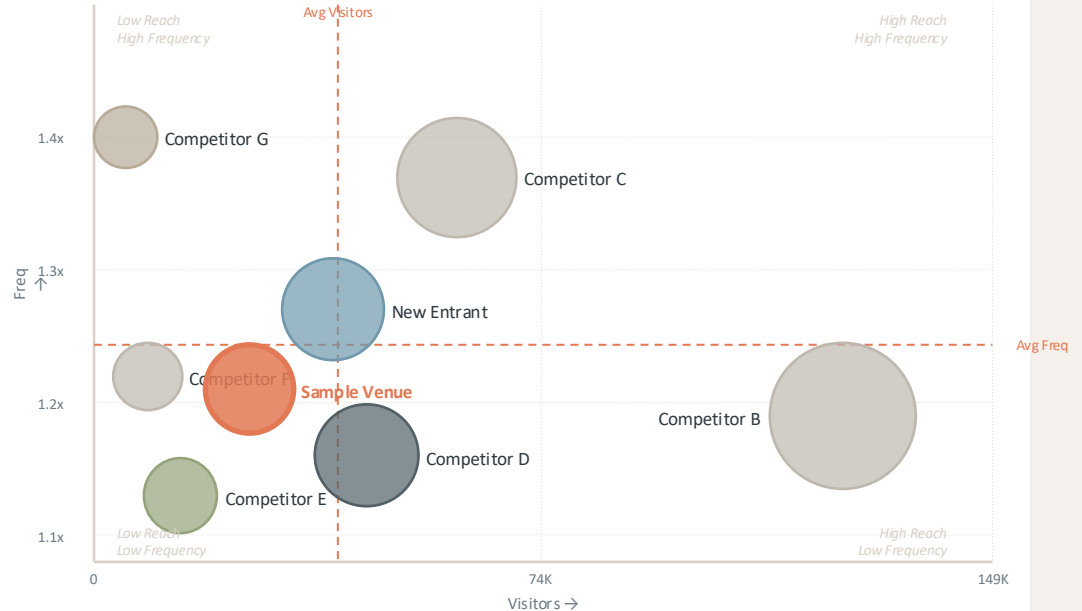 Avg Visitors
Low Reach
High Frequency
High Reach
High Frequency
1.4x
Competitor G
Competitor C
1.3x
Freq →
New Entrant
Avg Freq
Competitor F
Sample Venue
1.2x
Competitor B
Competitor D
Competitor E
Low Reach
Low Frequency
High Reach
Low Frequency
1.1x
0
74K
149K
Visitors →